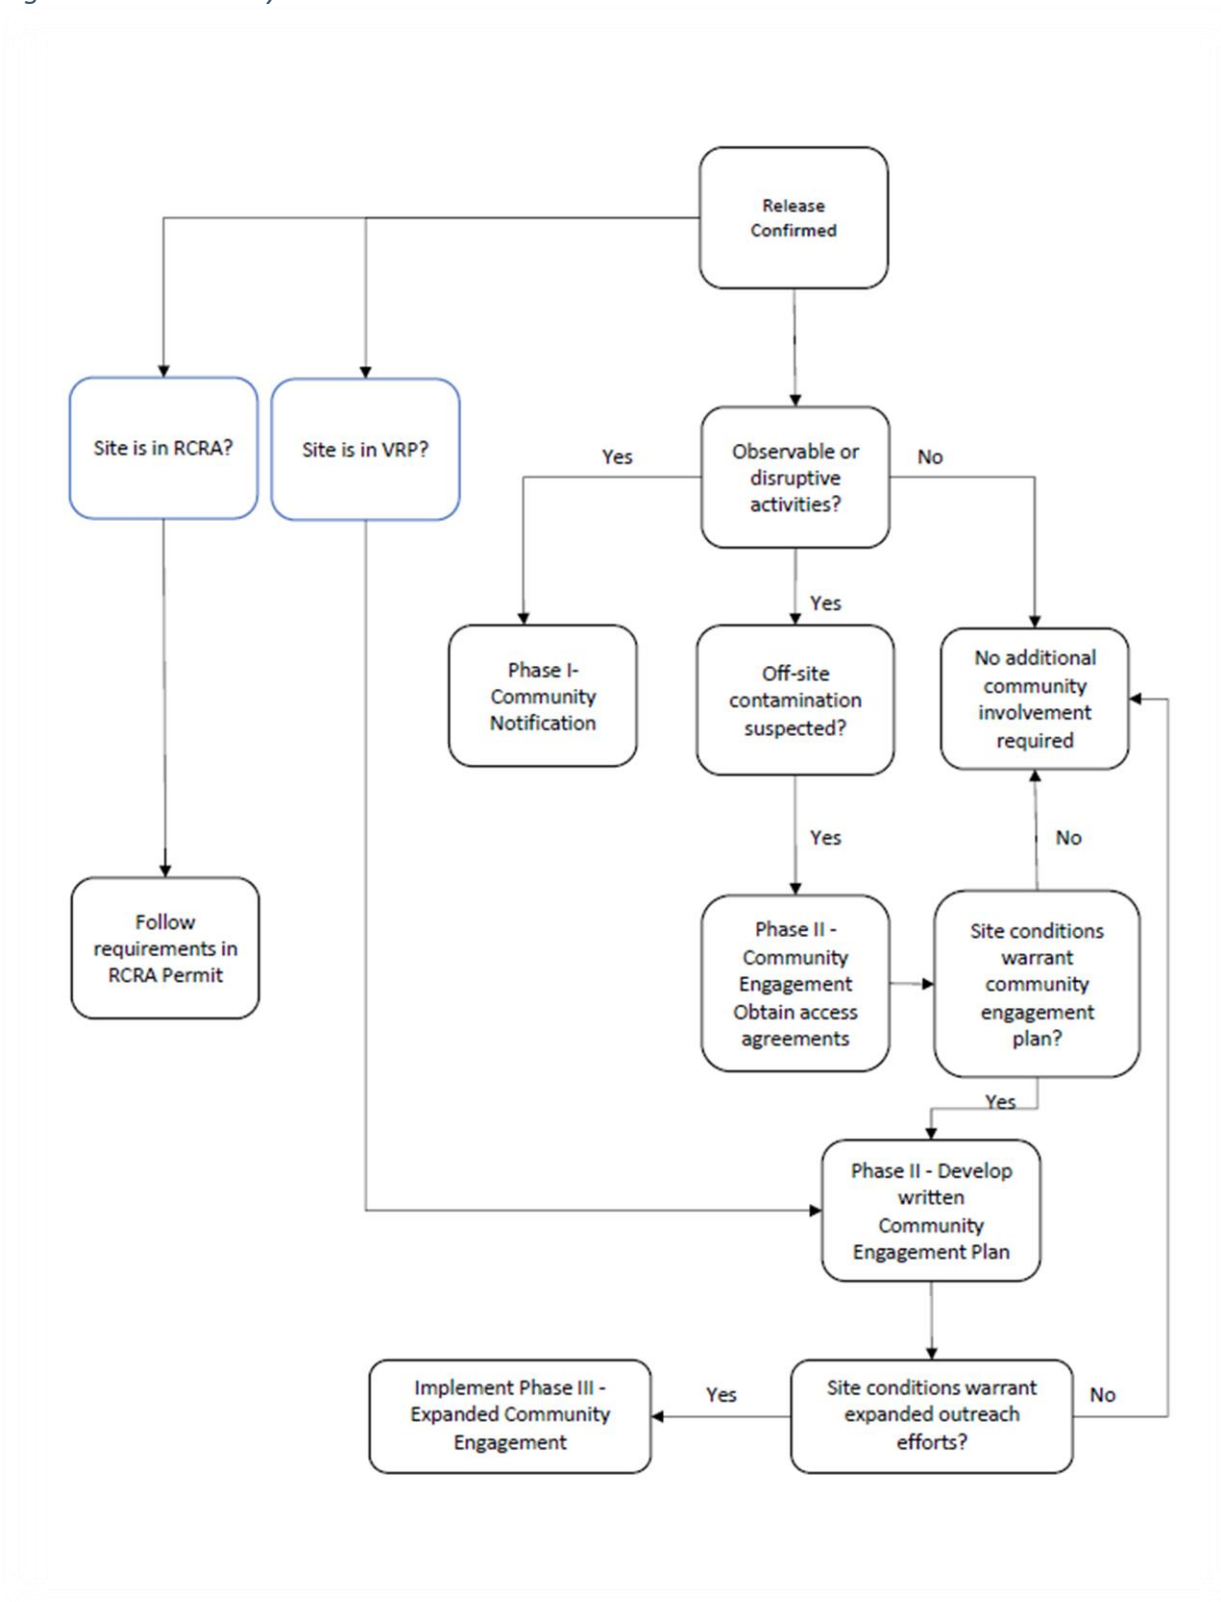 Release
Confirmed
Site is in RCRA?
Site is in VRP?
Yes
Observable or
disruptive
activities?
No
Yes
Phase I-
Community
Notification
Off-site
contamination
suspected?
No additional
community
involvement
required
Yes
No
Follow
requirements in
RCRA Permit
Phase II -
Community
Engagement
Obtain access
agreements
Site conditions
warrant
community
engagement
plan?
Yes
Phase II - Develop
written
Community
Engagement Plan
Implement Phase III -
Expanded Community
Engagement
Yes
Site conditions warrant
expanded outreach
efforts?
No